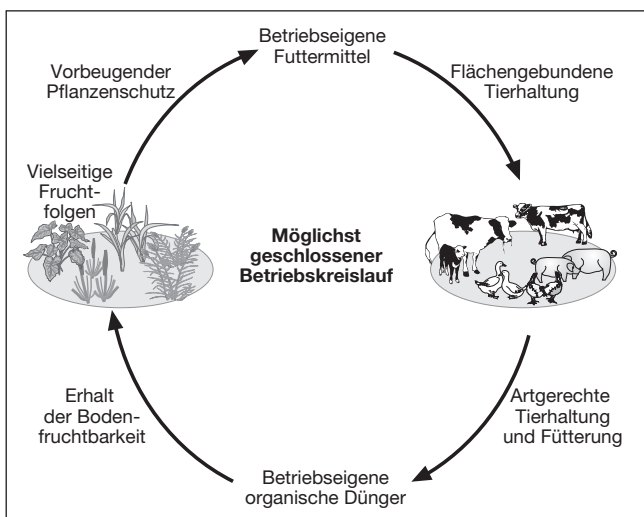 Betriebseigene
Futtermittel
Vorbeugender
Pflanzenschutz
Flächengebundene
Tierhaltung
Vielseitige
Frucht-
folgen
Möglichst
geschlossener
Betriebskreislauf
Erhalt
der Boden-
fruchtbarkeit
Artgerechte
Tierhaltung
und Fütterung
Betriebseigene
organische Dünger